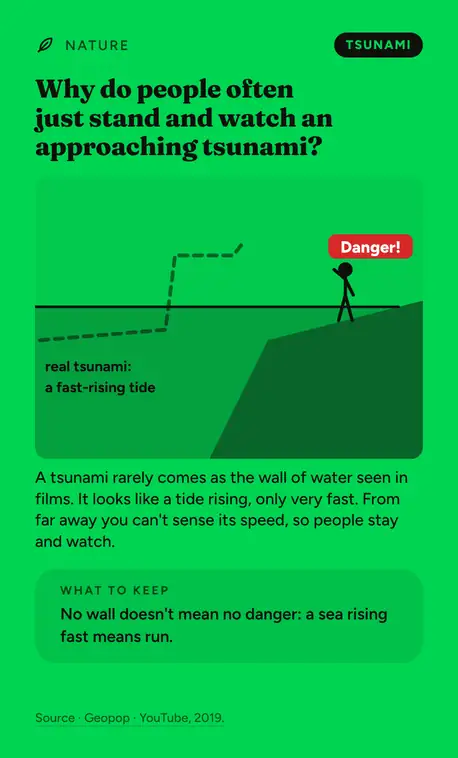 NATURE
TSUNAMI
Why do people often
just stand and watch an
approaching tsunami?
Danger!
real tsunami:
a fast-rising tide
A tsunami rarely comes as the wall of water seen in
films. It looks like a tide rising, only very fast. From
far away you can't sense its speed, so people stay
and watch.
WHAT TO KEEP
No wall doesn't mean no danger: a sea rising
fast means run.
Source · Geopop · YouTube, 2019.